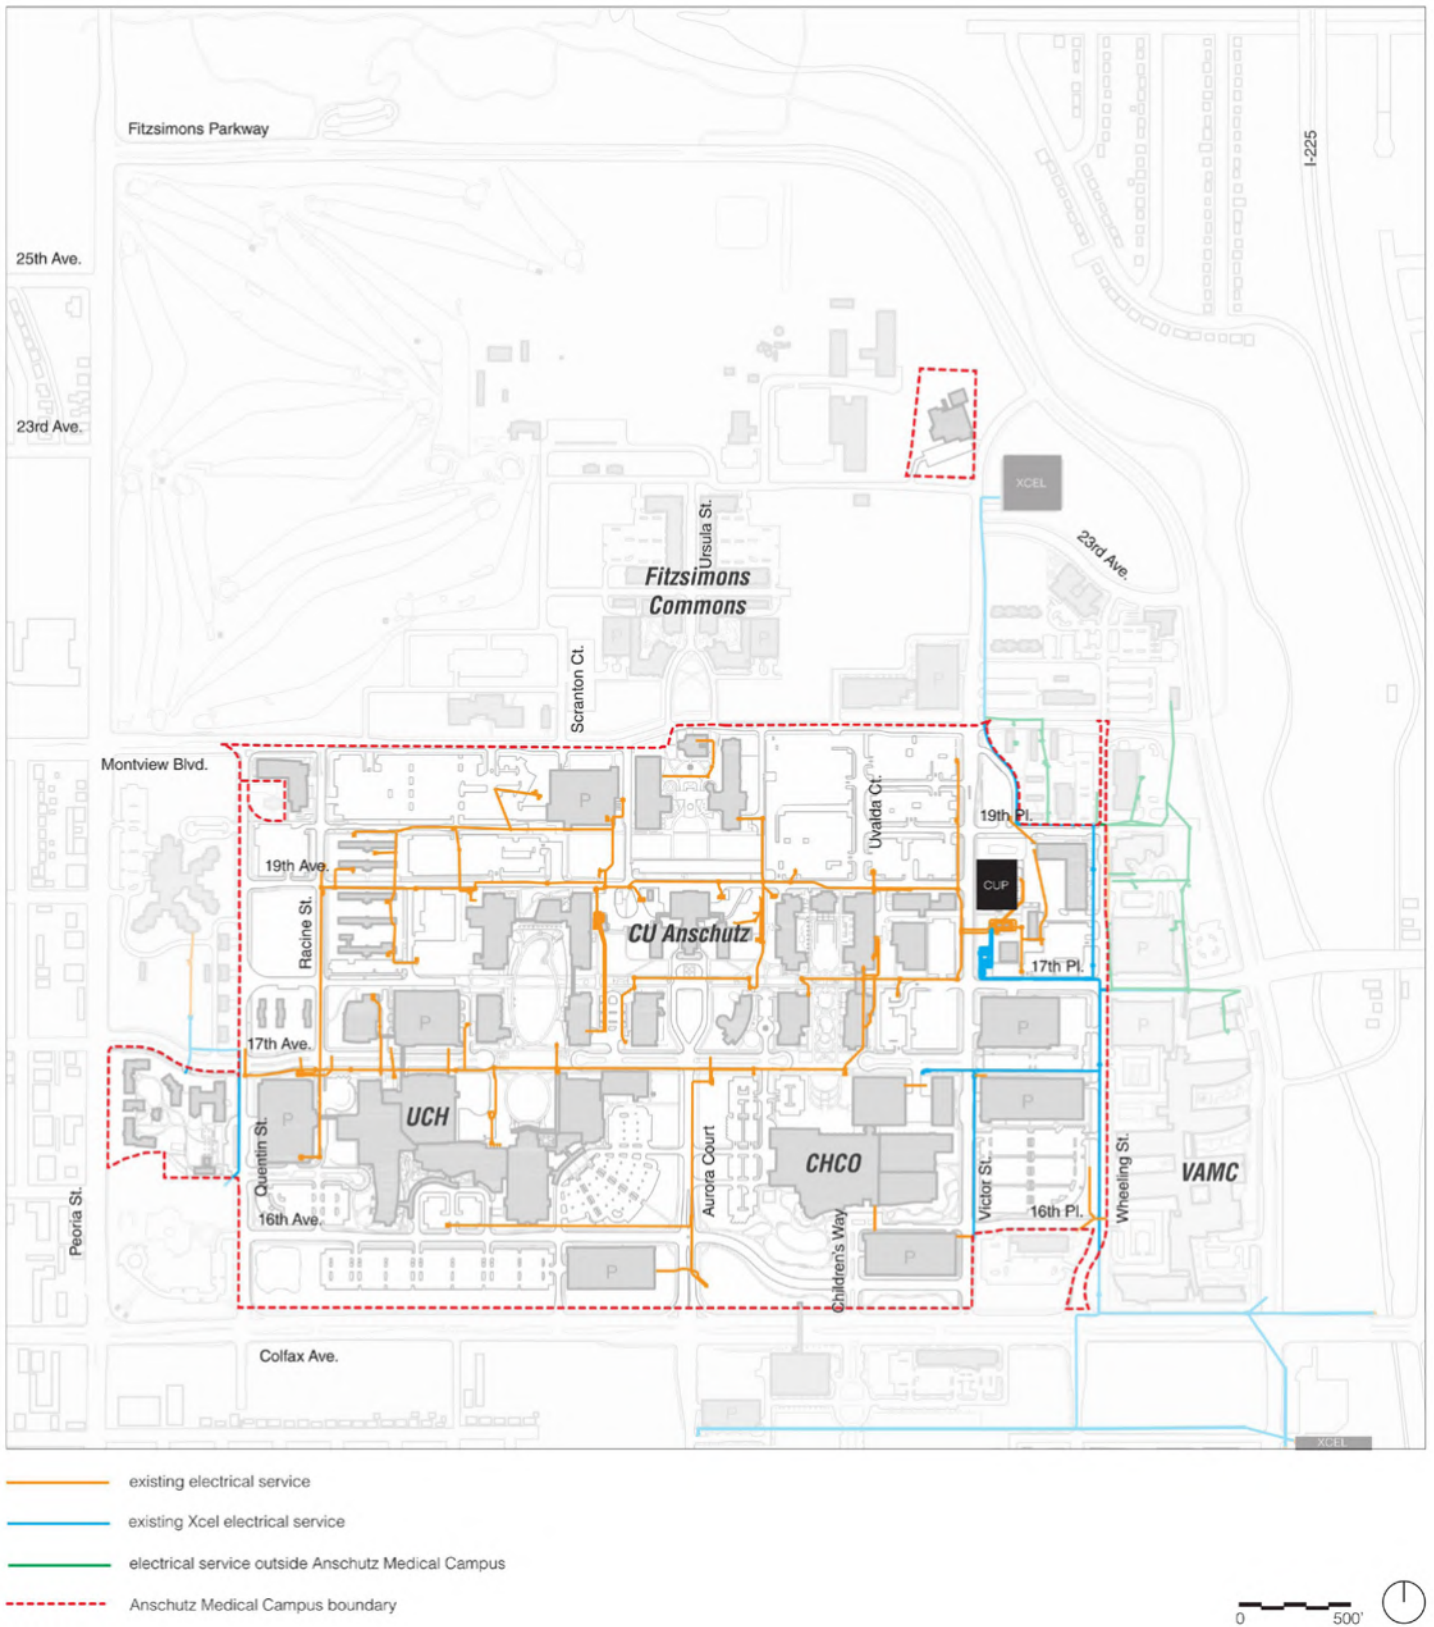 Fitzsimons Parkway
I-225
25th Ave.
23rd Ave.
XCEL
Ursula St.
23rd Ave.
Fitzsimons
Commons
P
P
Scranton Ct.
P
Montview Blvd.
P
Uvalda Ct.
19th Pl.
19th Ave.
CUP
Racine St.
CU Anschutz
P
17th Pl.
P
P
P
17th Ave.
P
P
UCH
Quentin St.
Aurora Court
CHCO
Victor St.
Wheeling St.
VAMC
Peoria St.
16th Ave.
16th Pl.
Children's Way
P
P
Colfax Ave.
P
XCEL
existing electrical service
existing Xcel electrical service
electrical service outside Anschutz Medical Campus
Anschutz Medical Campus boundary
0 500'